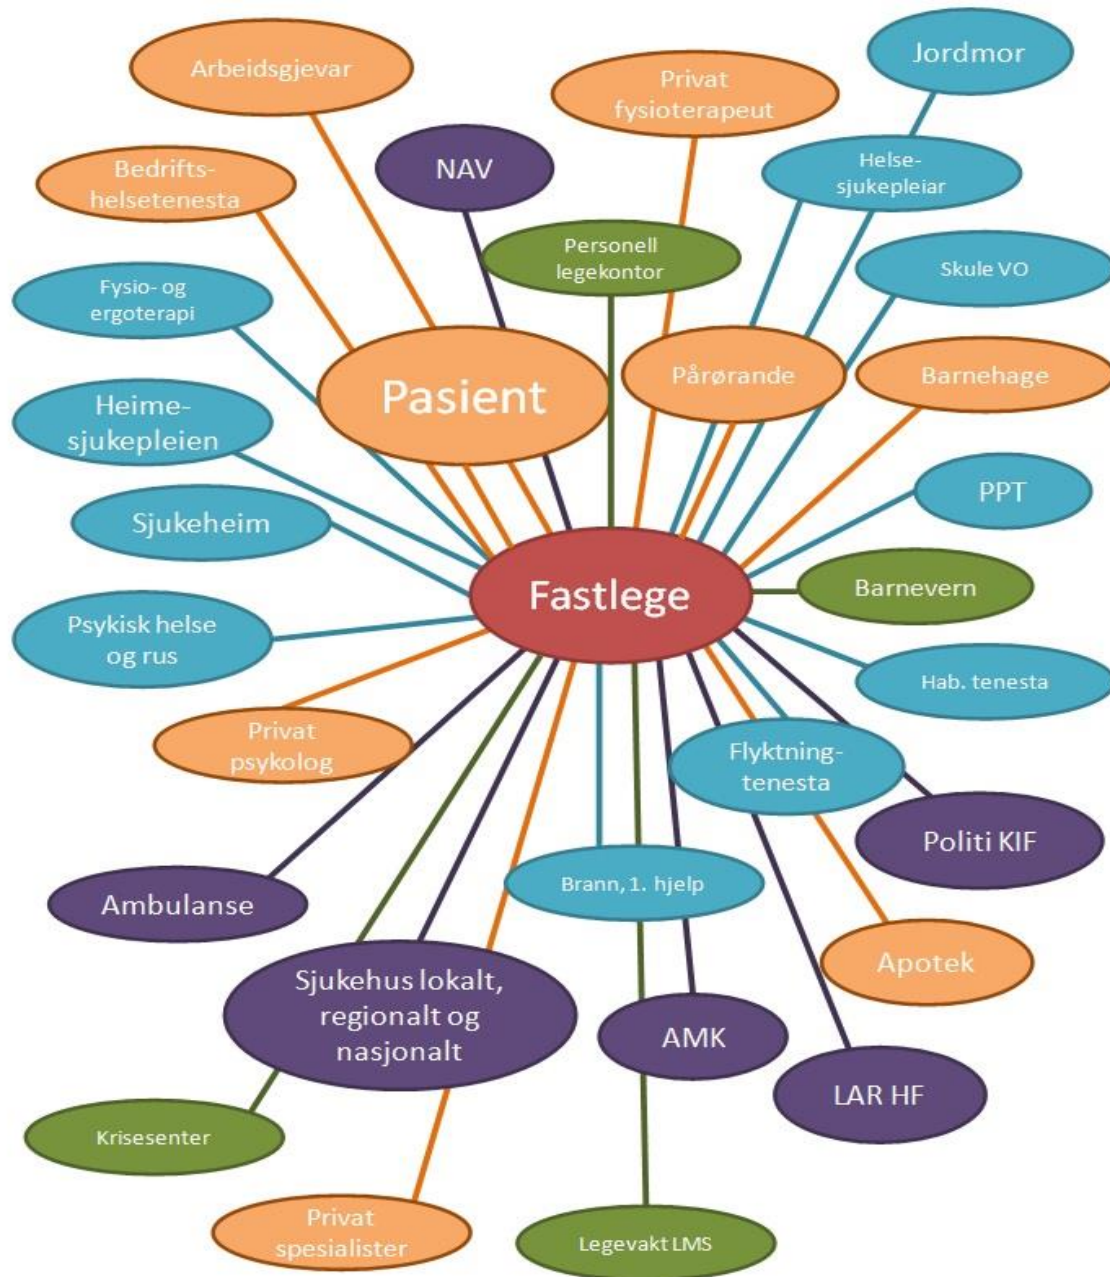 Arbeidsgjevar
Privat
fysioterapeut
Jordmor
Bedrifts-
helsetenesta
NAV
Helse-
sjukepleiar
Personell
legekontor
Skule VO
Fysio- og
ergoterapi
Pasient
Pårørande
Barnehage
Heime-
sjukepleien
PPT
Sjukeheim
Fastlege
Barnevern
Psykisk helse
og rus
Hab. tenesta
Privat
psykolog
Flyktning-
tenesta
Politi KIF
Ambulanse
Brann, 1. hjelp
Apotek
Sjukehus lokalt,
regionalt og
nasjonalt
AMK
LAR HF
Krisesenter
Privat
spesialister
Legevakt LMS